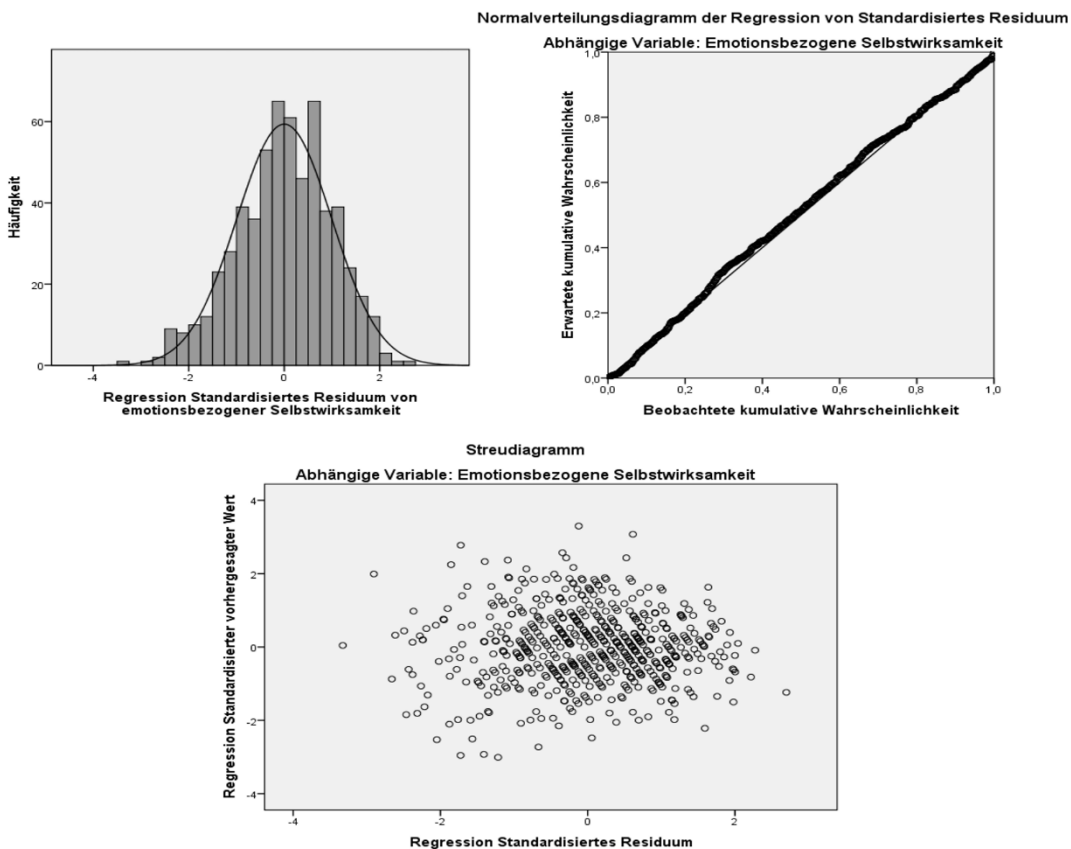 Normalverteilungsdiagramm der Regression von Standardisiertes Residuum
Abhängige Variable: Emotionsbezogene Selbstwirksamkeit
Häufigkeit
60
40
20
0
-4
-2
0
2
Regression Standardisiertes Residuum von
emotionsbezogener Selbstwirksamkeit
Erwartete kumulative Wahrscheinlichkeit
1,0
0,8
0,6
0,4
0,2
0,0
0,0
0,2
0,4
0,6
0,8
1,0
Beobachtete kumulative Wahrscheinlichkeit
Streudiagramm
Abhängige Variable: Emotionsbezogene Selbstwirksamkeit
Regression Standardisierter vorhergesagter Wert
4
2
0
-2
-4
-4
-2
0
2
Regression Standardisiertes Residuum